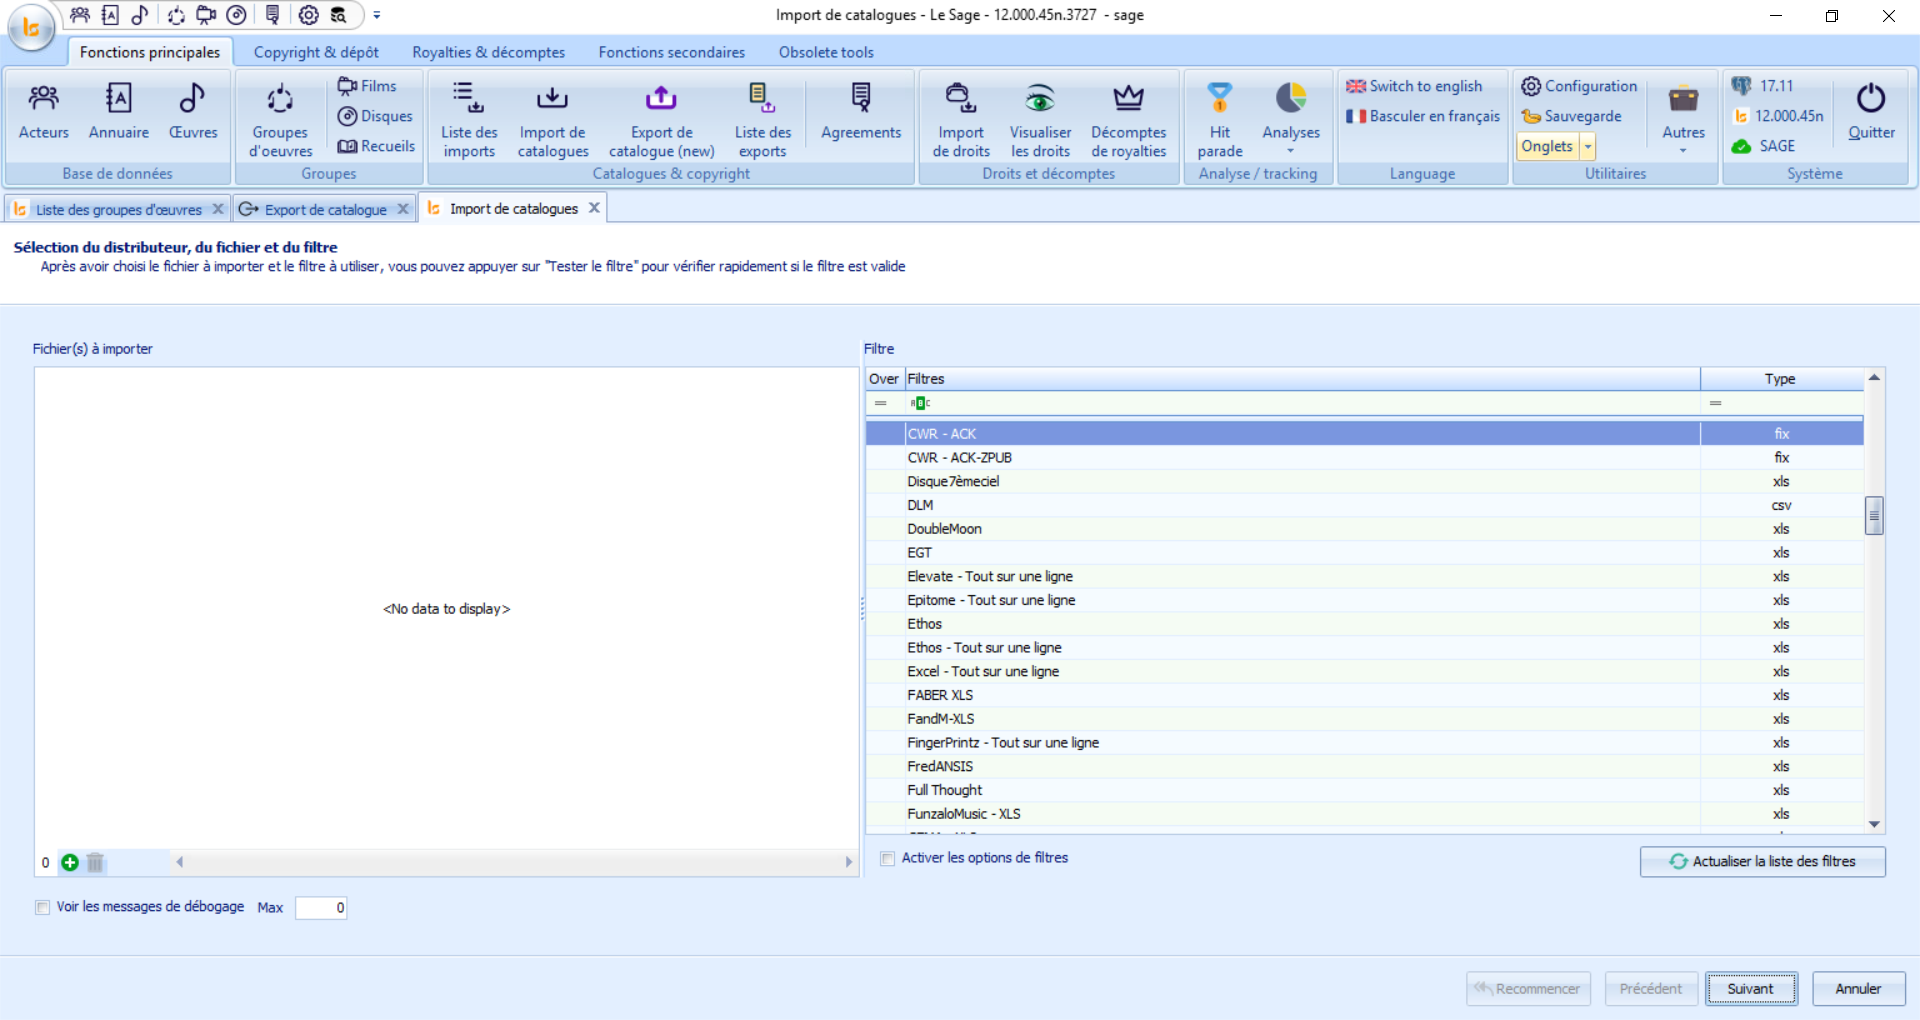 Import de catalogues - Le Sage - 12.000.45n.3727 - sage
Fonctions principales
Copyright & dépôt
Royalties & décomptes
Fonctions secondaires
Obsolete tools
Acteurs
Annuaire
Œuvres
Base de données
Groupes
d'oeuvres
Films
Disques
Recueils
Groupes
Liste des
imports
Import de
catalogues
Export de
catalogue (new)
Liste des
exports
Agreements
Catalogues & copyright
Import
de droits
Visualiser
les droits
Décomptes
de royalties
Droits et décomptes
Hit
parade
Analyses
Analyse / tracking
Switch to english
Basculer en français
Language
Configuration
Sauvegarde
Onglets
Autres
Utilitaires
17.11
12.000.45n
SAGE
Quitter
Système
Liste des groupes d'œuvres
Export de catalogue
Import de catalogues
Sélection du distributeur, du fichier et du filtre
Après avoir choisi le fichier à importer et le filtre à utiliser, vous pouvez appuyer sur "Tester le filtre" pour vérifier rapidement si le filtre est valide
Fichier(s) à importer
<No data to display>
0
Voir les messages de débogage Max 0
Filtre
Over Filtres Type
CWR - ACK fix
CWR - ACK-ZPUB fix
Disque7èmeciel xls
DLM csv
DoubleMoon xls
EGT xls
Elevate - Tout sur une ligne xls
Epitome - Tout sur une ligne xls
Ethos xls
Ethos - Tout sur une ligne xls
Excel - Tout sur une ligne xls
FABER XLS xls
FandM-XLS xls
FingerPrintz - Tout sur une ligne xls
FredANSIS xls
Full Thought xls
FunzaloMusic - XLS xls
Activer les options de filtres
Actualiser la liste des filtres
Recommencer
Précédent
Suivant
Annuler